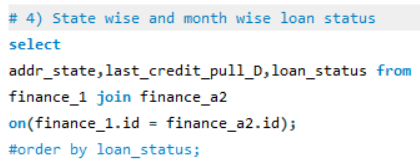 # 4) State wise and month wise loan status
select
addr_state,last_credit_pull_D,loan_status from
finance_1 join finance_a2
on(finance_1.id = finance_a2.id);
#order by loan_status;